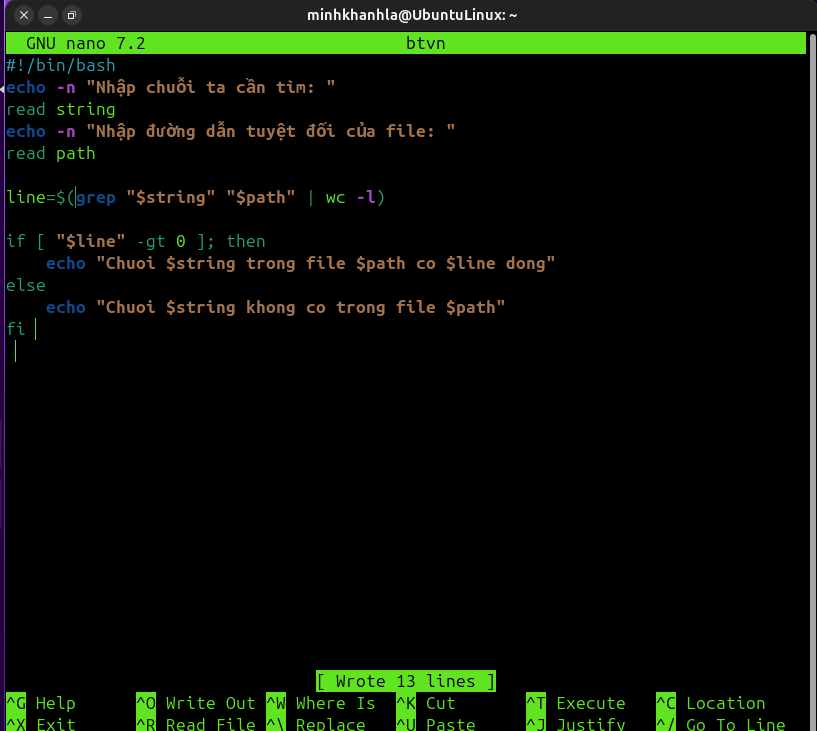 minhkhanhla@UbuntuLinux: ~
GNU nano 7.2 btvn
#!/bin/bash
echo -n "Nhập chuỗi ta cần tìm: "
read string
echo -n "Nhập đường dẫn tuyệt đối của file: "
read path
line=$(grep "$string" "$path" | wc -l)
if [ "$line" -gt 0 ]; then
    echo "Chuoi $string trong file $path co $line dong"
else
    echo "Chuoi $string khong co trong file $path"
fi
[ Wrote 13 lines ]
^G Help ^O Write Out ^W Where Is ^K Cut ^T Execute ^C Location
^X Exit ^R Read File ^\ Replace ^U Paste ^J Justify ^/ Go To Line